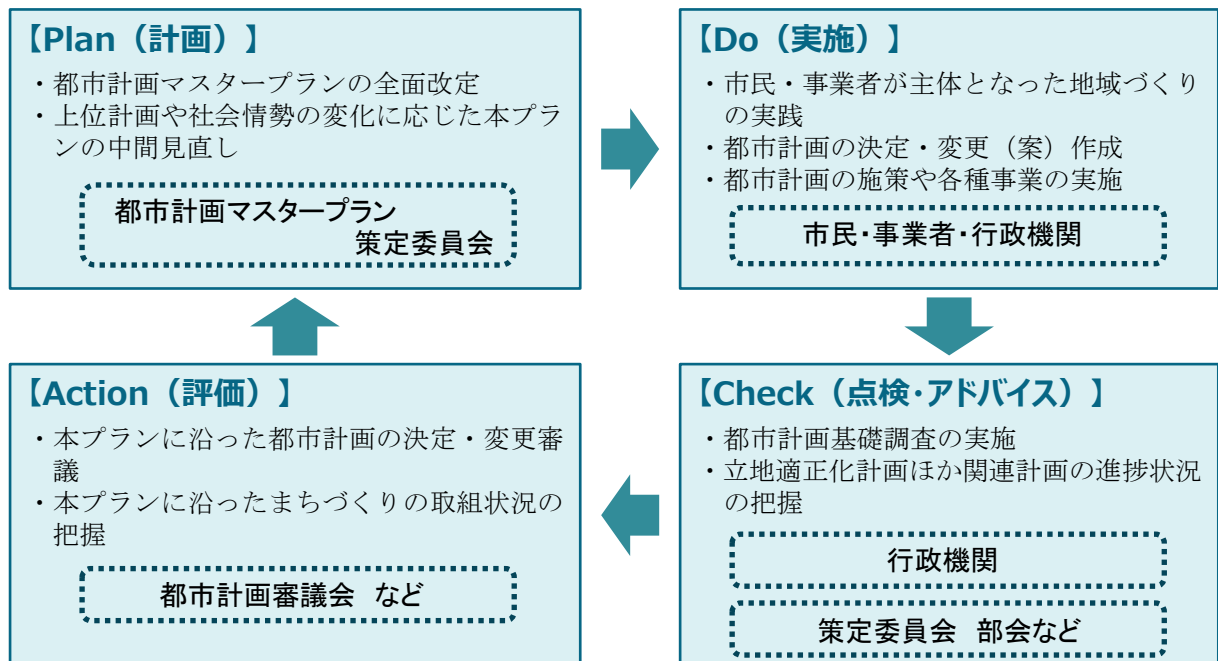 【Plan（計画）】
・都市計画マスタープランの全面改定
・上位計画や社会情勢の変化に応じた本プラ
ンの中間見直し
都市計画マスタープラン
策定委員会
【Do（実施）】
・市民・事業者が主体となった地域づくり
の実践
・都市計画の決定・変更（案）作成
・都市計画の施策や各種事業の実施
市民・事業者・行政機関
【Check（点検・アドバイス）】
・都市計画基礎調査の実施
・立地適正化計画ほか関連計画の進捗状況
の把握
行政機関
策定委員会 部会など
【Action（評価）】
・本プランに沿った都市計画の決定・変更審
議
・本プランに沿ったまちづくりの取組状況の
把握
都市計画審議会 など